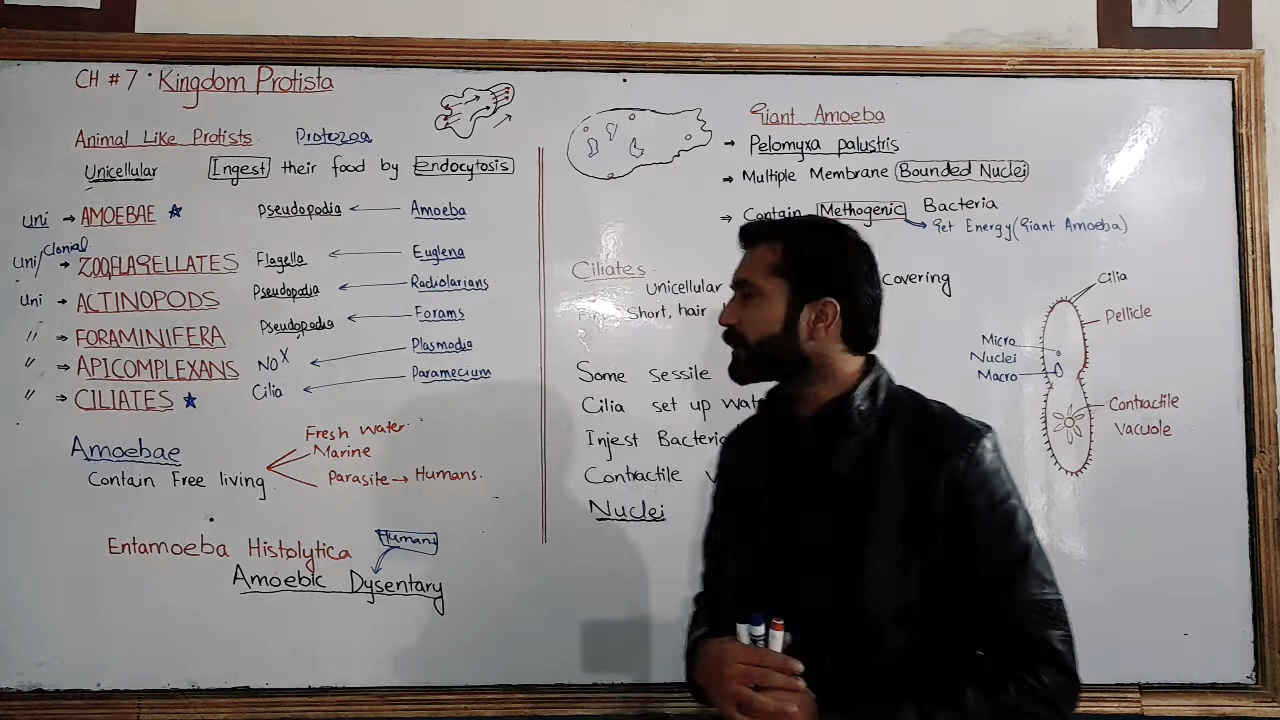 CH # 7 · Kingdom Protista
Animal Like Protists Protozoa
Unicellular Ingest their food by Endocytosis
Uni → AMOEBAE ★ Pseudopodia ← Amoeba
Uni/Clonial → ZOOFLAGELLATES Flagella ← Euglena
Uni → ACTINOPODS Pseudopodia ← Radiolarians
" → FORAMINIFERA Pseudopodia ← Forams
" → APICOMPLEXANS NO X ← Plasmodia
" → CILIATES ★ Cilia ← Paramecium
Amoebae
Contain Free living
Fresh Water
Marine
Parasite → Humans.
Entamoeba Histolytica
Humans
Amoebic Dysentary
Giant Amoeba
→ Pelomyxa palustris
→ Multiple Membrane Bounded Nuclei
→ Contain Methogenic Bacteria
→ Get Energy (Giant Amoeba)
Ciliates
Unicellular covering
Short, hair
Some sessile
Cilia set up
Injest Bacteria
Contractile
Nuclei
Cilia
Pellicle
Micro
Nuclei
Macro
Contractile
Vacuole